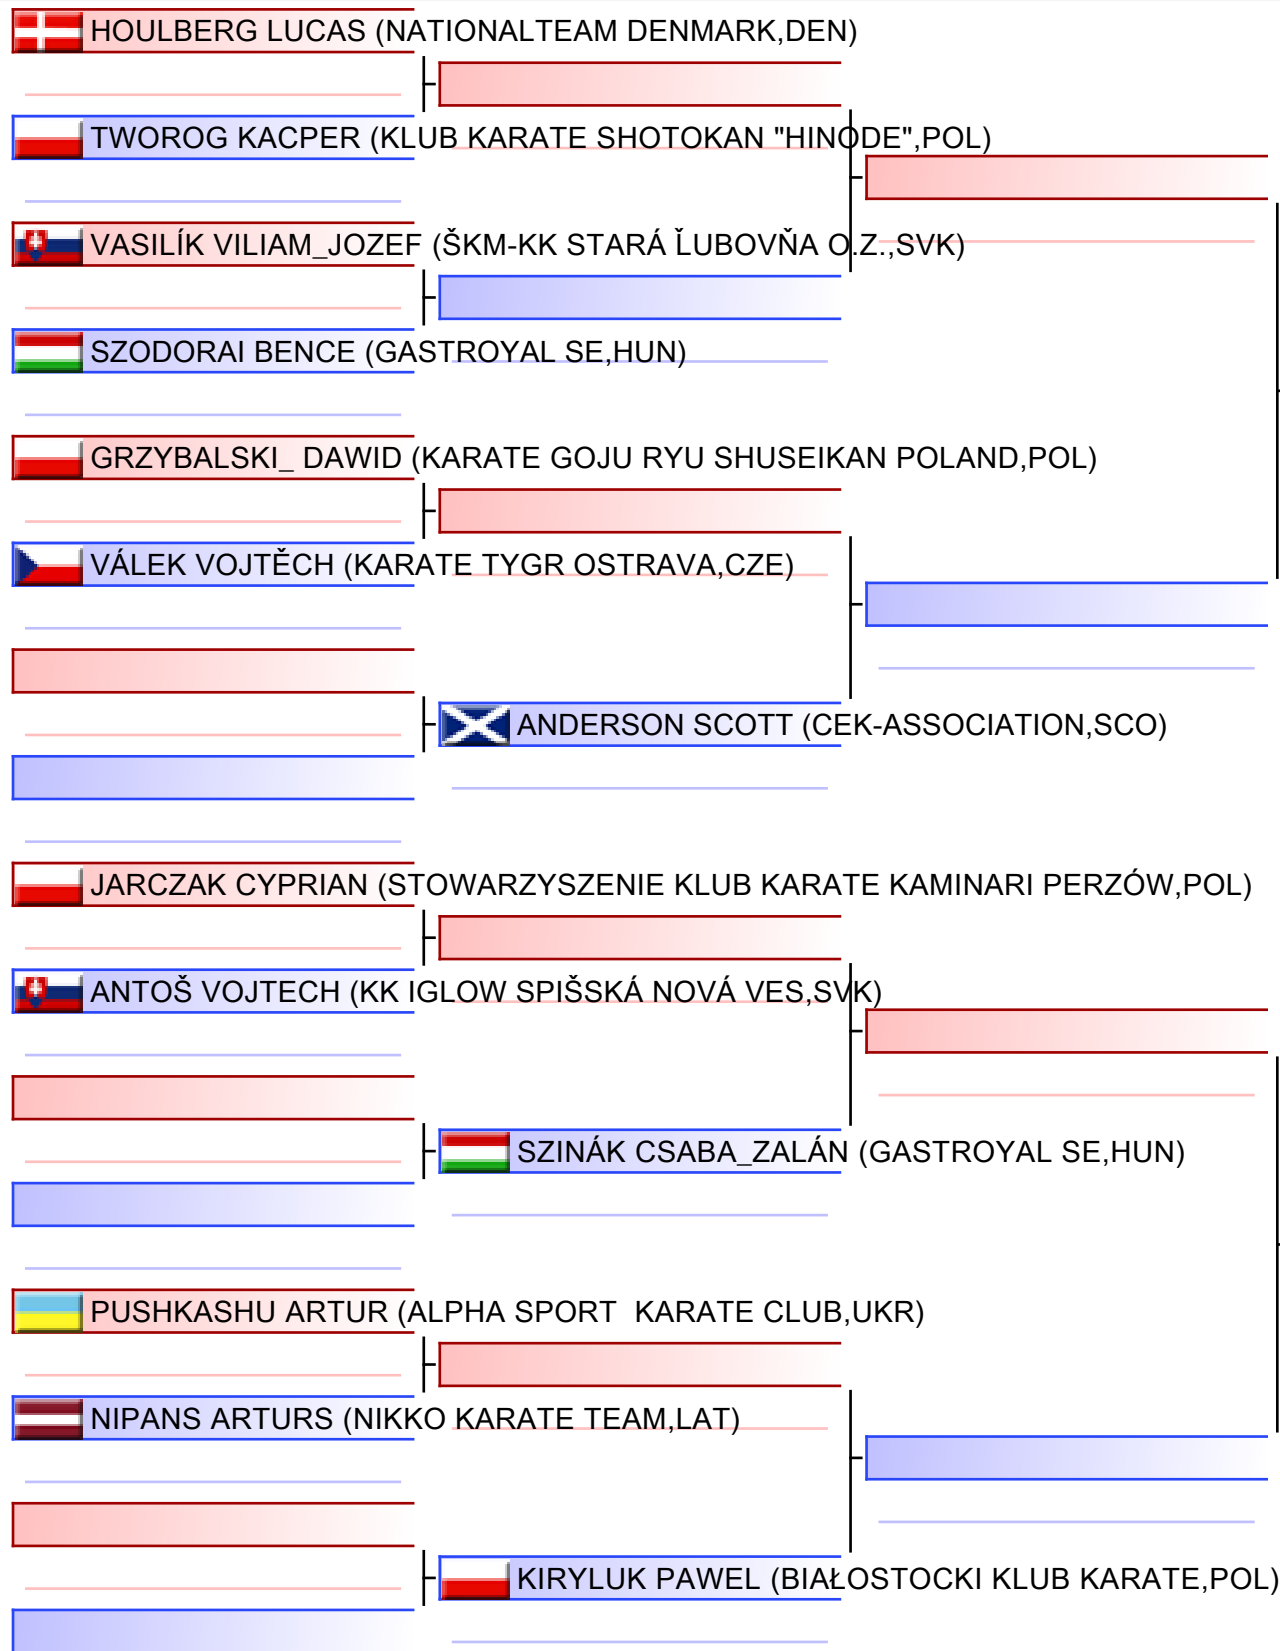 HOULBERG LUCAS (NATIONALTEAM DENMARK,DEN)
TWOROG KACPER (KLUB KARATE SHOTOKAN "HINODE",POL)
VASILÍK VILIAM_JOZEF (ŠKM-KK STARÁ ĽUBOVŇA O.Z.,SVK)
SZODORAI BENCE (GASTROYAL SE,HUN)
GRZYBALSKI_ DAWID (KARATE GOJU RYU SHUSEIKAN POLAND,POL)
VÁLEK VOJTĚCH (KARATE TYGR OSTRAVA,CZE)
ANDERSON SCOTT (CEK-ASSOCIATION,SCO)
JARCZAK CYPRIAN (STOWARZYSZENIE KLUB KARATE KAMINARI PERZÓW,POL)
ANTOŠ VOJTECH (KK IGLOW SPIŠSKÁ NOVÁ VES,SVK)
SZINÁK CSABA_ZALÁN (GASTROYAL SE,HUN)
PUSHKASHU ARTUR (ALPHA SPORT  KARATE CLUB,UKR)
NIPANS ARTURS (NIKKO KARATE TEAM,LAT)
KIRYLUK PAWEL (BIAŁOSTOCKI KLUB KARATE,POL)